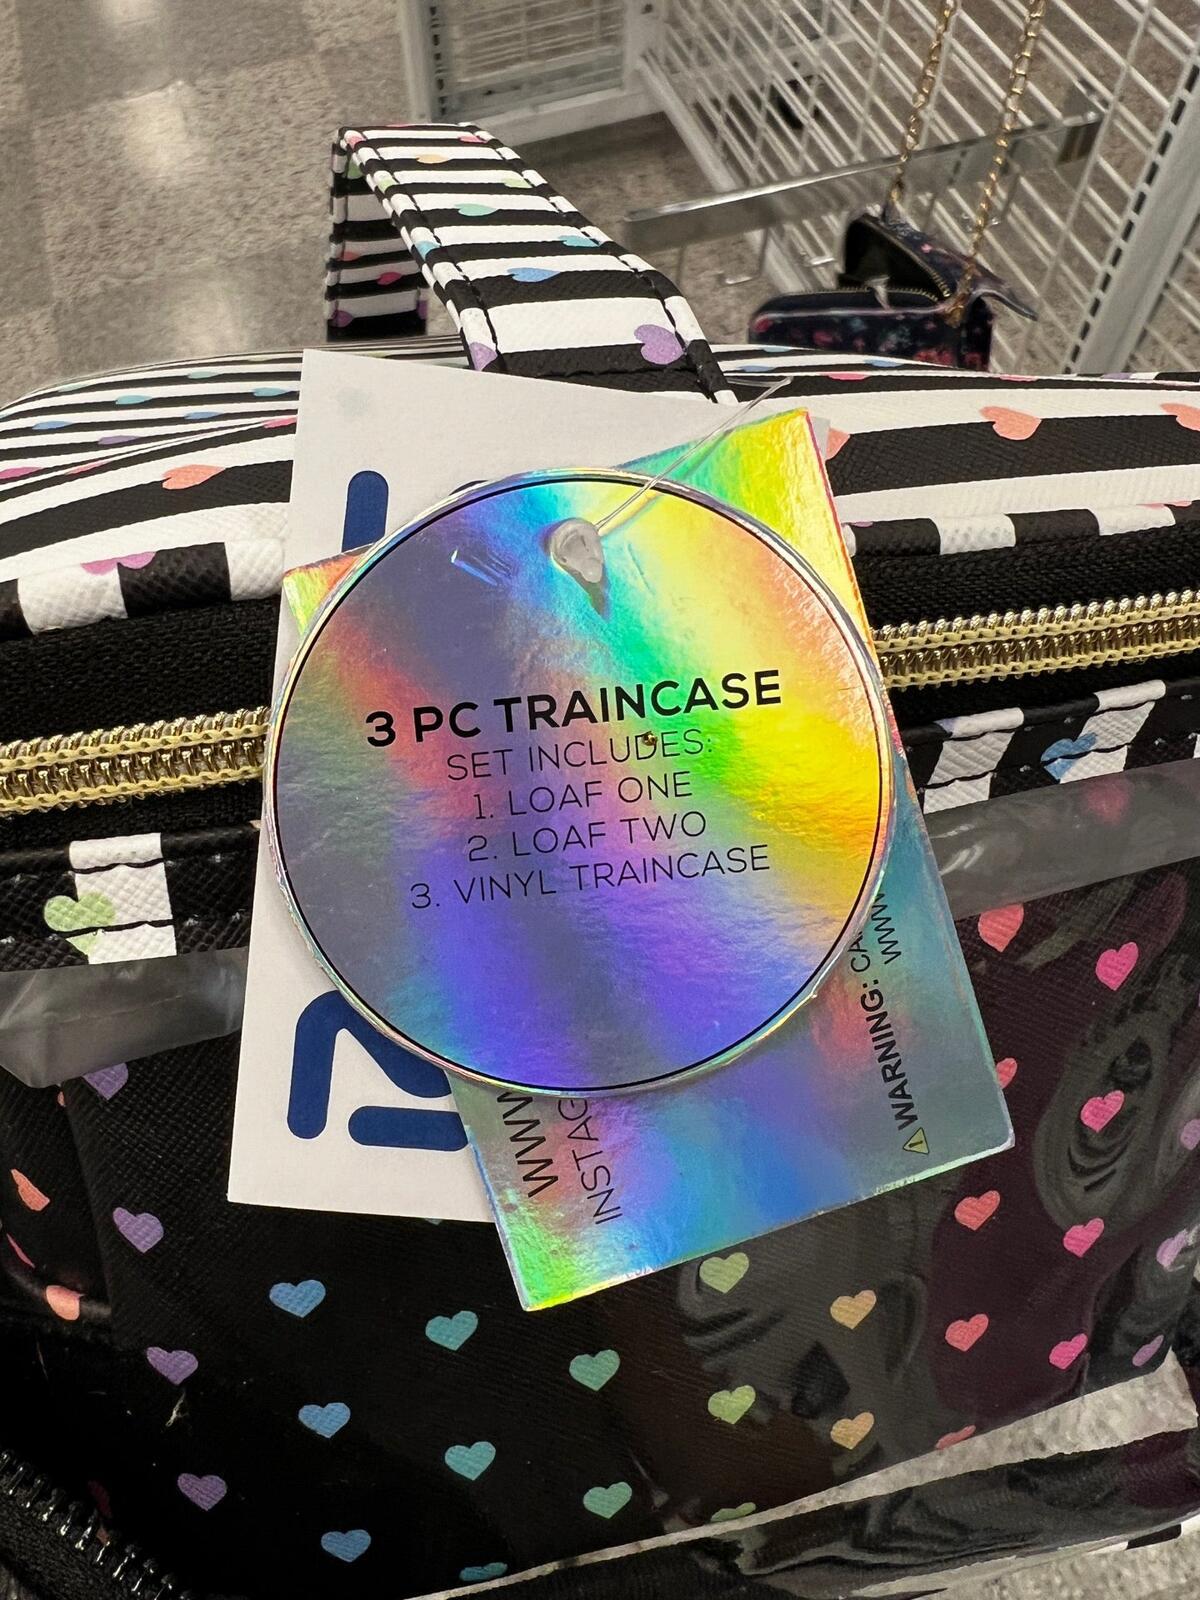 3 PC TRAINCASE
SET INCLUDES:
1. LOAF ONE
2. LOAF TWO
3. VINYL TRAINCASE
WARNING: